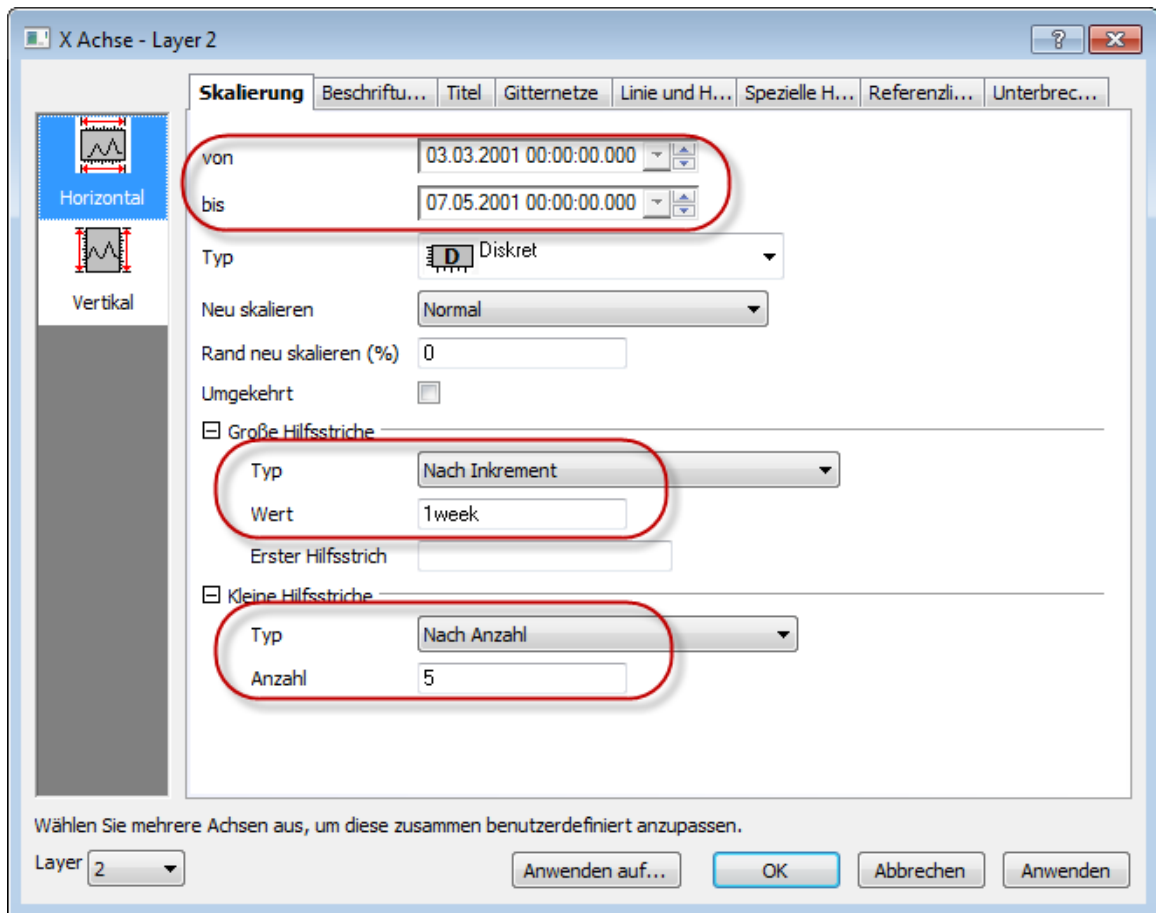 X Achse - Layer 2
Skalierung Beschriftu... Titel Gitternetze Linie und H... Spezielle H... Referenzli... Unterbrec...
Horizontal
Vertikal
von 03.03.2001 00:00:00.000
bis 07.05.2001 00:00:00.000
Typ D Diskret
Neu skalieren Normal
Rand neu skalieren (%) 0
Umgekehrt
Große Hilfsstriche
Typ Nach Inkrement
Wert 1week
Erster Hilfsstrich
Kleine Hilfsstriche
Typ Nach Anzahl
Anzahl 5
Wählen Sie mehrere Achsen aus, um diese zusammen benutzerdefiniert anzupassen.
Layer 2 Anwenden auf... OK Abbrechen Anwenden